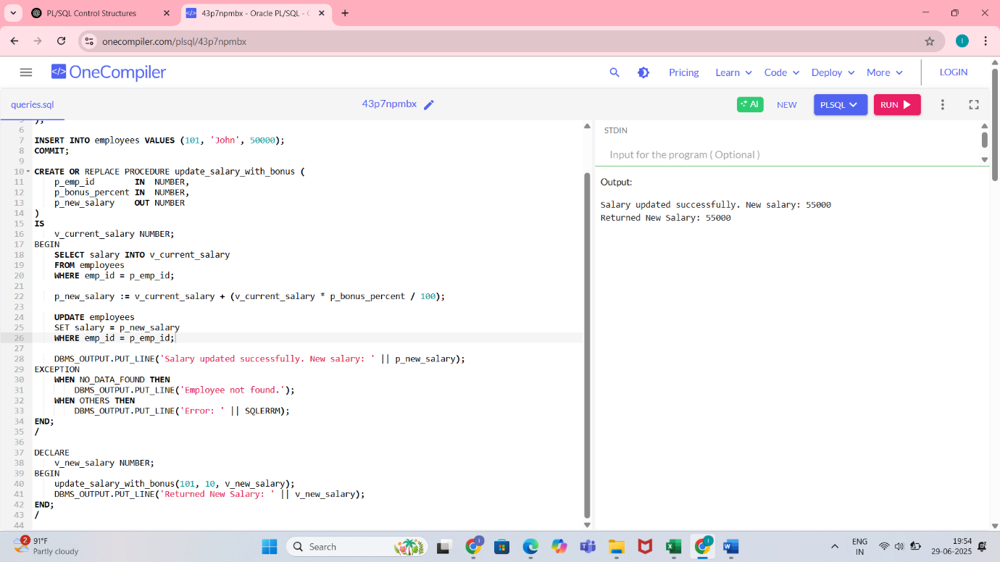 PL/SQL Control Structures
43p7npmbx - Oracle PL/SQL - 
onecompiler.com/plsql/43p7npmbx
I
</> OneCompiler
Pricing Learn Code Deploy More LOGIN
queries.sql
43p7npmbx
AI NEW PLSQL RUN
6
7 INSERT INTO employees VALUES (101, 'John', 50000);
8 COMMIT;
9
10 CREATE OR REPLACE PROCEDURE update_salary_with_bonus (
11 p_emp_id IN NUMBER,
12 p_bonus_percent IN NUMBER,
13 p_new_salary OUT NUMBER
14 )
15 IS
16 v_current_salary NUMBER;
17 BEGIN
18 SELECT salary INTO v_current_salary
19 FROM employees
20 WHERE emp_id = p_emp_id;
21
22 p_new_salary := v_current_salary + (v_current_salary * p_bonus_percent / 100);
23
24 UPDATE employees
25 SET salary = p_new_salary
26 WHERE emp_id = p_emp_id;
27
28 DBMS_OUTPUT.PUT_LINE('Salary updated successfully. New salary: ' || p_new_salary);
29 EXCEPTION
30 WHEN NO_DATA_FOUND THEN
31 DBMS_OUTPUT.PUT_LINE('Employee not found.');
32 WHEN OTHERS THEN
33 DBMS_OUTPUT.PUT_LINE('Error: ' || SQLERRM);
34 END;
35 /
36
37 DECLARE
38 v_new_salary NUMBER;
39 BEGIN
40 update_salary_with_bonus(101, 10, v_new_salary);
41 DBMS_OUTPUT.PUT_LINE('Returned New Salary: ' || v_new_salary);
42 END;
43 /
44
STDIN
Input for the program ( Optional )
Output:
Salary updated successfully. New salary: 55000
Returned New Salary: 55000
2
91°F
Partly cloudy
Search
ENG
IN
19:54
29-06-2025